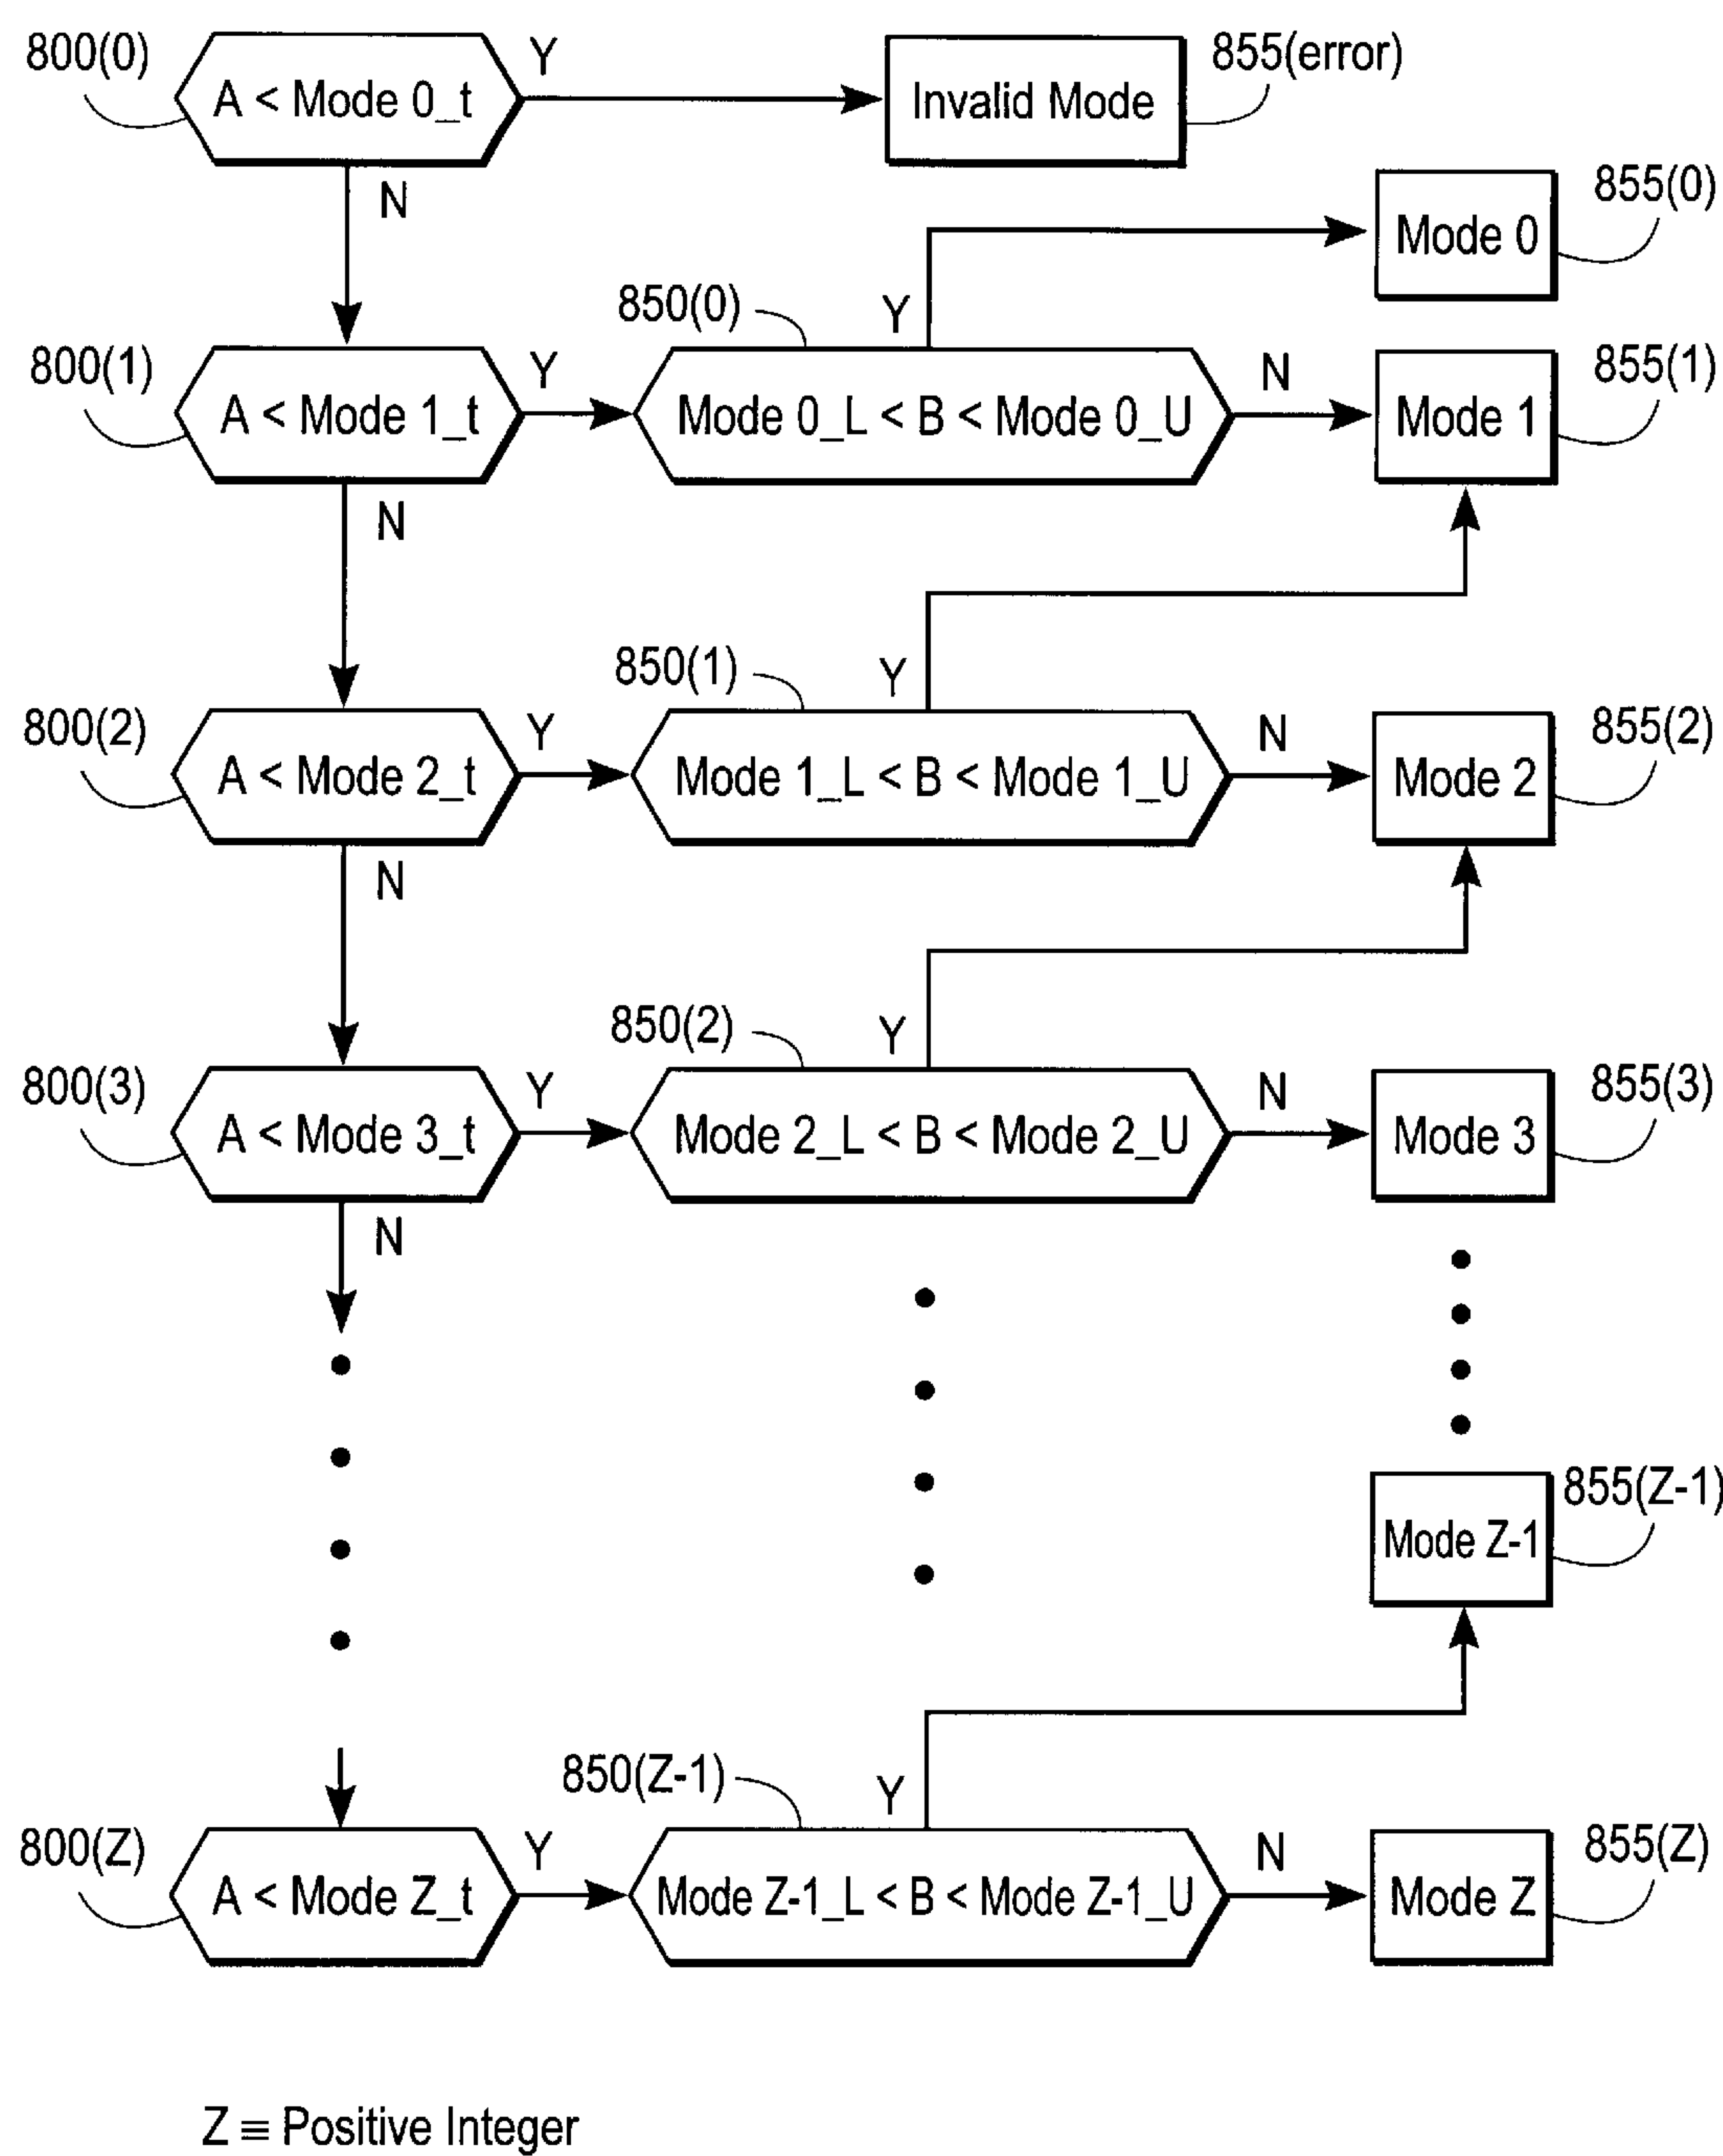 800(0)
A < Mode 0_t
Y
Invalid Mode
855(error)
N
Mode 0
855(0)
800(1)
A < Mode 1_t
Y
850(0)
Mode 0_L < B < Mode 0_U
Y
N
Mode 1
855(1)
N
800(2)
A < Mode 2_t
Y
850(1)
Mode 1_L < B < Mode 1_U
Y
N
Mode 2
855(2)
N
800(3)
A < Mode 3_t
Y
850(2)
Mode 2_L < B < Mode 2_U
Y
N
Mode 3
855(3)
N
Mode Z-1
855(Z-1)
800(Z)
A < Mode Z_t
Y
850(Z-1)
Mode Z-1_L < B < Mode Z-1_U
Y
N
Mode Z
855(Z)
Z ≡ Positive Integer